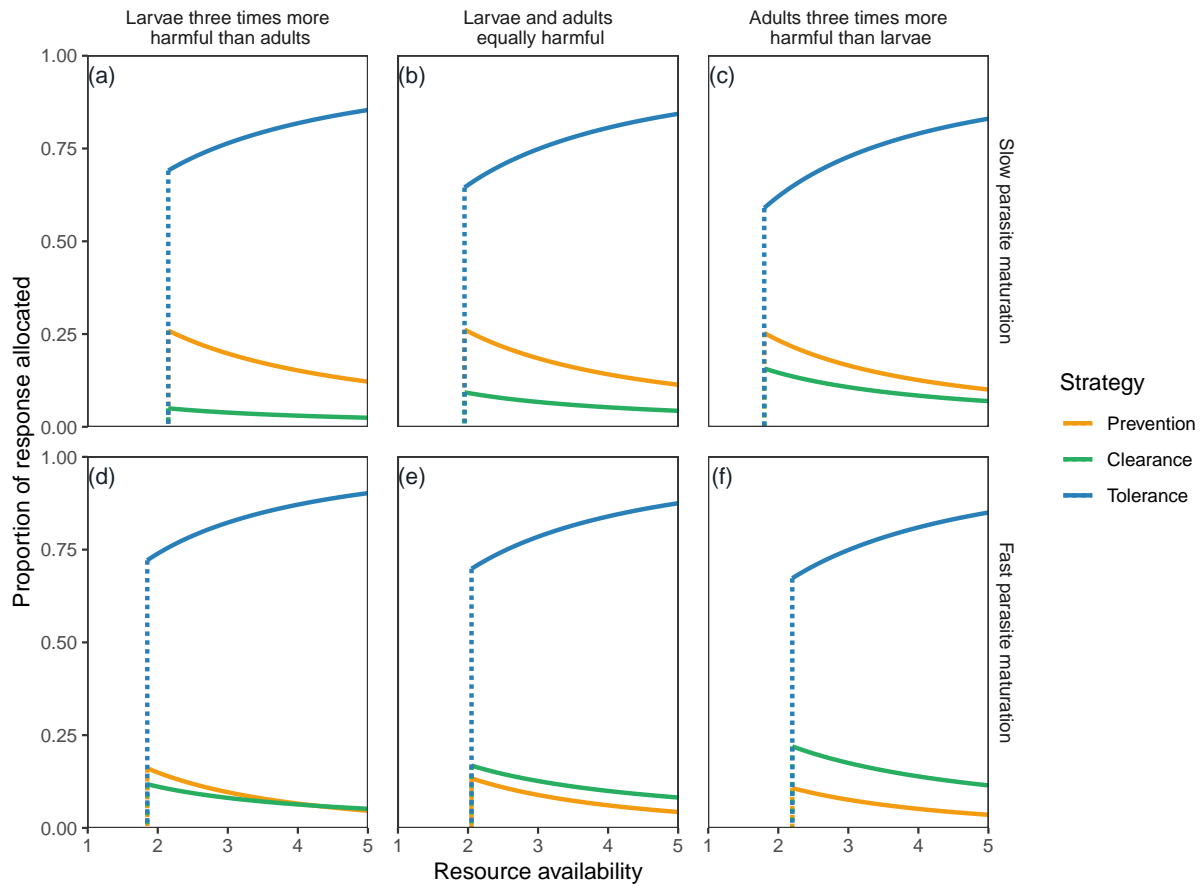 Larvae three times more
harmful than adults
Larvae and adults
equally harmful
Adults three times more
harmful than larvae
(a)
(b)
(c)
1.00
0.75
0.50
0.25
0.00
Slow parasite maturation
(d)
(e)
(f)
1.00
0.75
0.50
0.25
0.00
Fast parasite maturation
Proportion of response allocated
1 2 3 4 5
1 2 3 4 5
1 2 3 4 5
Resource availability
Strategy
Prevention
Clearance
Tolerance